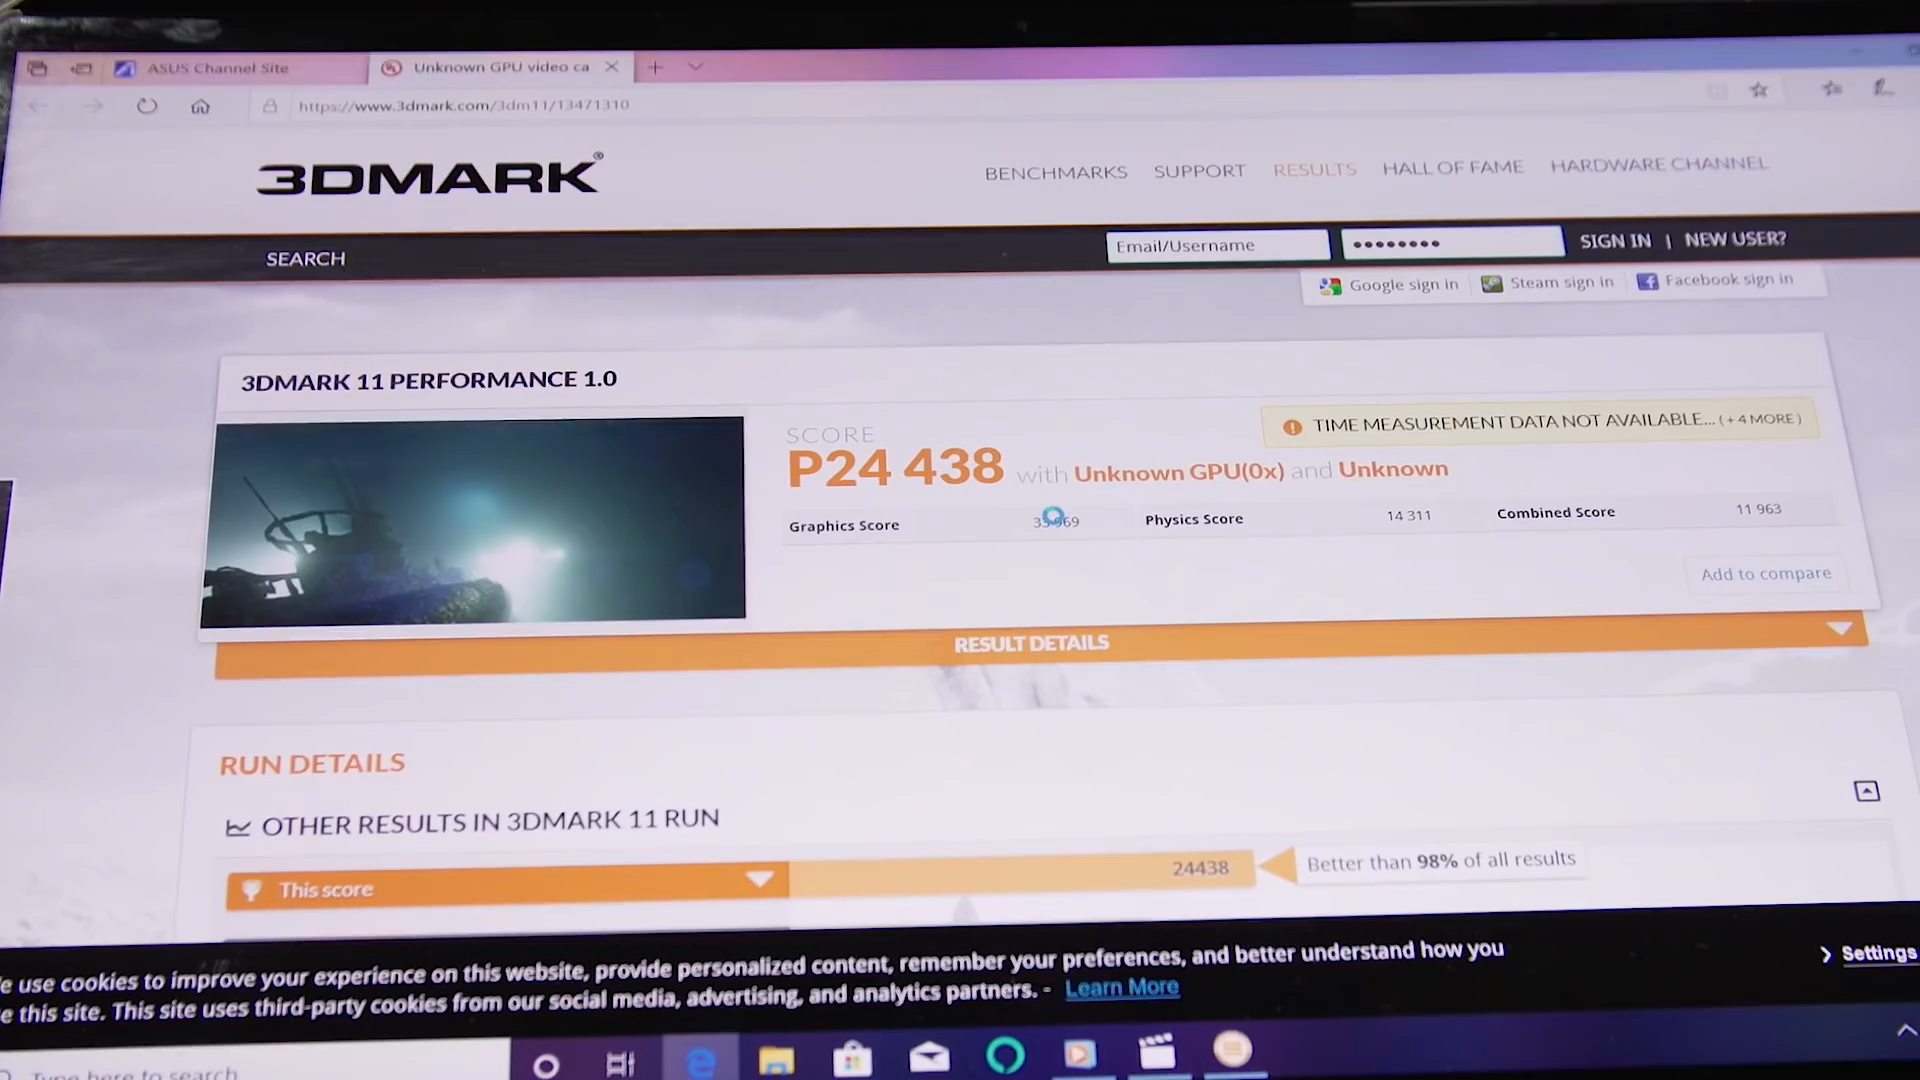 ASUS Channel Site
Unknown GPU video ca
https://www.3dmark.com/3dm11/13471310
3DMARK®
BENCHMARKS SUPPORT RESULTS HALL OF FAME HARDWARE CHANNEL
SEARCH
Email/Username
SIGN IN | NEW USER?
Google sign in Steam sign in Facebook sign in
3DMARK 11 PERFORMANCE 1.0
TIME MEASUREMENT DATA NOT AVAILABLE... (+ 4 MORE)
SCORE
P24 438 with Unknown GPU(0x) and Unknown
Graphics Score Physics Score 14 311 Combined Score 11 963
Add to compare
RESULT DETAILS
RUN DETAILS
OTHER RESULTS IN 3DMARK 11 RUN
This score 24438 Better than 98% of all results
e use cookies to improve your experience on this website, provide personalized content, remember your preferences, and better understand how you
e this site. This site uses third-party cookies from our social media, advertising, and analytics partners. - Learn More
Settings
Type here to search